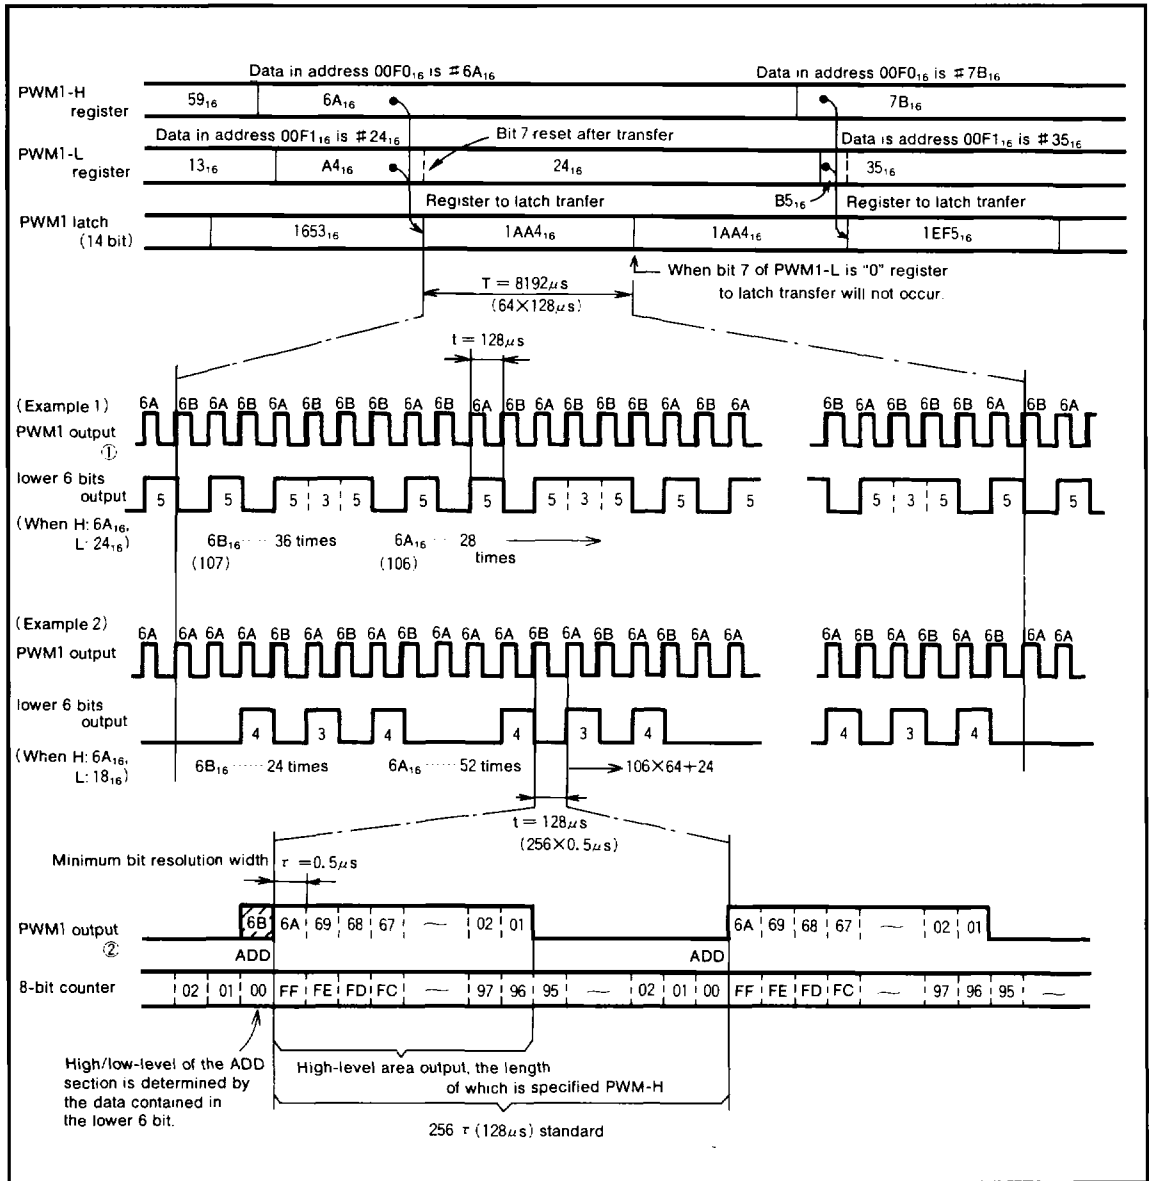 Data in address 00F0₁₆ is #6A₁₆
Data in address 00F0₁₆ is #7B₁₆
PWM1-H
register
59₁₆
6A₁₆
7B₁₆
Data in address 00F1₁₆ is #24₁₆
Bit 7 reset after transfer
Data is address 00F1₁₆ is #35₁₆
PWM1-L
register
13₁₆
A4₁₆
24₁₆
35₁₆
B5₁₆
Register to latch tranfer
Register to latch tranfer
PWM1 latch
(14 bit)
1653₁₆
1AA4₁₆
1AA4₁₆
1EF5₁₆
T = 8192μs
(64×128μs)
When bit 7 of PWM1-L is "0" register
to latch transfer will not occur.
t = 128μs
(Example 1)
PWM1 output
①
6A 6B 6A 6B 6A 6B 6B 6B 6A 6B 6A 6B 6A 6B 6B 6B 6A 6B 6A
6B 6A 6B 6B 6B 6A 6B 6A
lower 6 bits
output
5 5 5 3 5 5 5 5 3 5 5 5
5 3 5 5 5
(When H: 6A₁₆,
L: 24₁₆)
6B₁₆ ····· 36 times
(107)
6A₁₆ ····· 28
times
(106)
(Example 2)
PWM1 output
6A 6A 6A 6A 6B 6A 6B 6A 6B 6A 6A 6A 6B 6A 6B 6A 6B 6A 6A
6A 6B 6A 6B 6A 6B 6A 6A
lower 6 bits
output
4 3 4 4 3 4
4 3 4
(When H: 6A₁₆,
L: 18₁₆)
6B₁₆ ······ 24 times
6A₁₆ ······ 52 times
106×64+24
t = 128μs
(256×0.5μs)
Minimum bit resolution width
τ = 0.5μs
PWM1 output
②
6B 6A 69 68 67 ~ 02 01
6A 69 68 67 ~ 02 01
ADD
ADD
8-bit counter
02 01 00 FF FE FD FC ~ 97 96 95 ~ 02 01 00 FF FE FD FC ~ 97 96 95 ~
High/low-level of the ADD
section is determined by
the data contained in
the lower 6 bit.
High-level area output, the length
of which is specified PWM-H
256 τ (128μs) standard